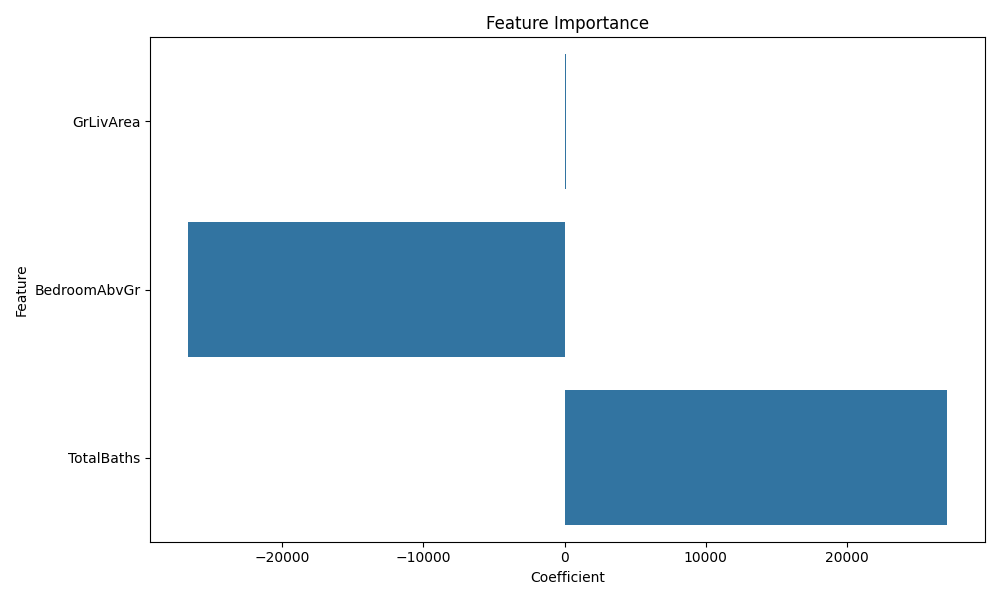 Feature Importance
GrLivArea
BedroomAbvGr
TotalBaths
Feature
−20000
−10000
0
10000
20000
Coefficient